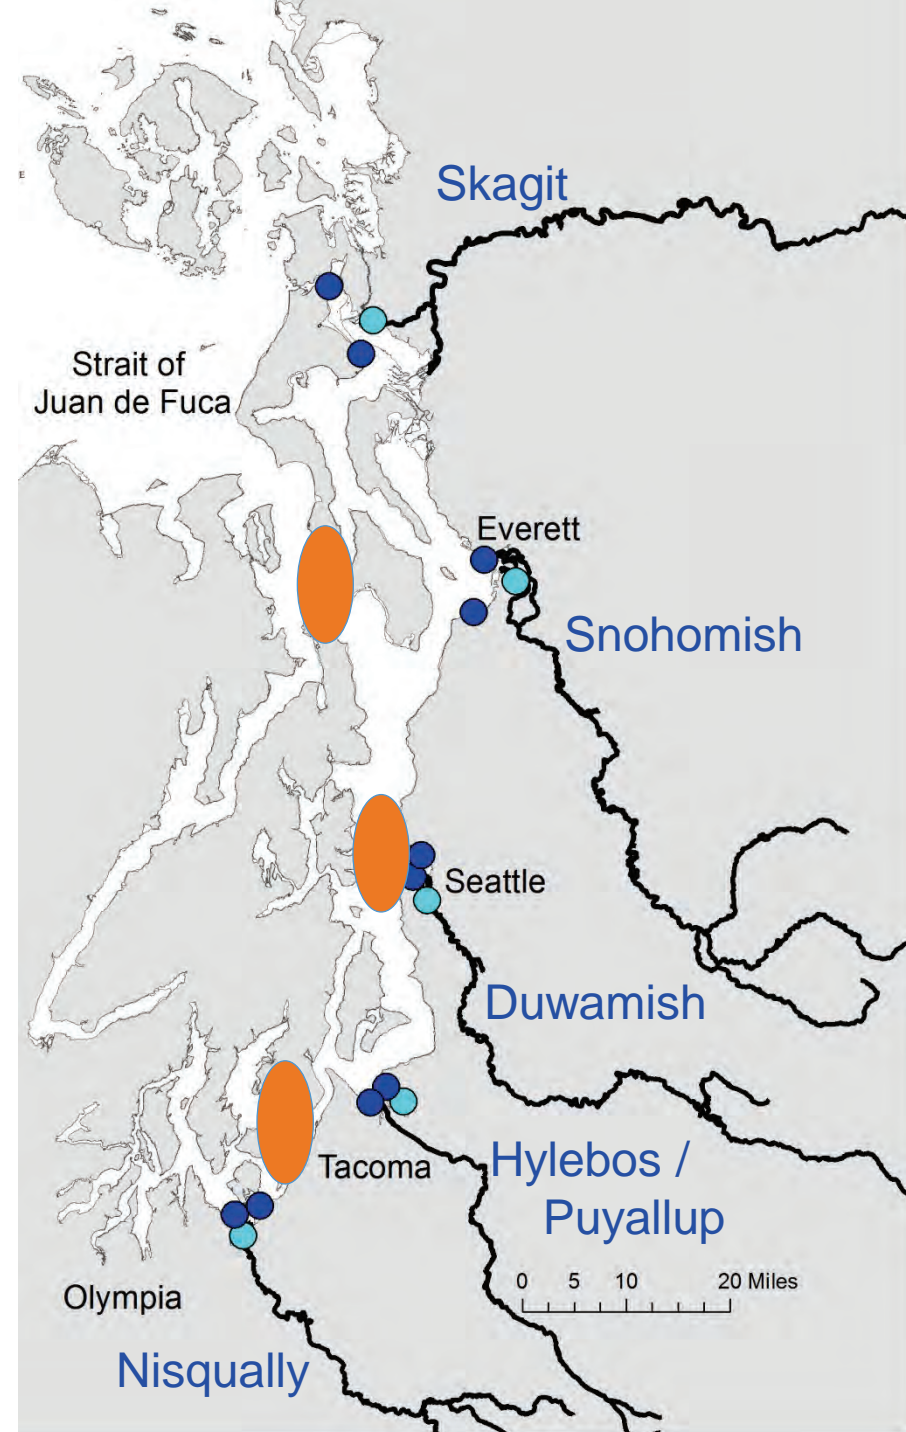 Skagit
E
Strait of
Juan de Fuca
Everett
Snohomish
Seattle
Duwamish
Tacoma
Hylebos /
Puyallup
0 5 10 20 Miles
Olympia
Nisqually